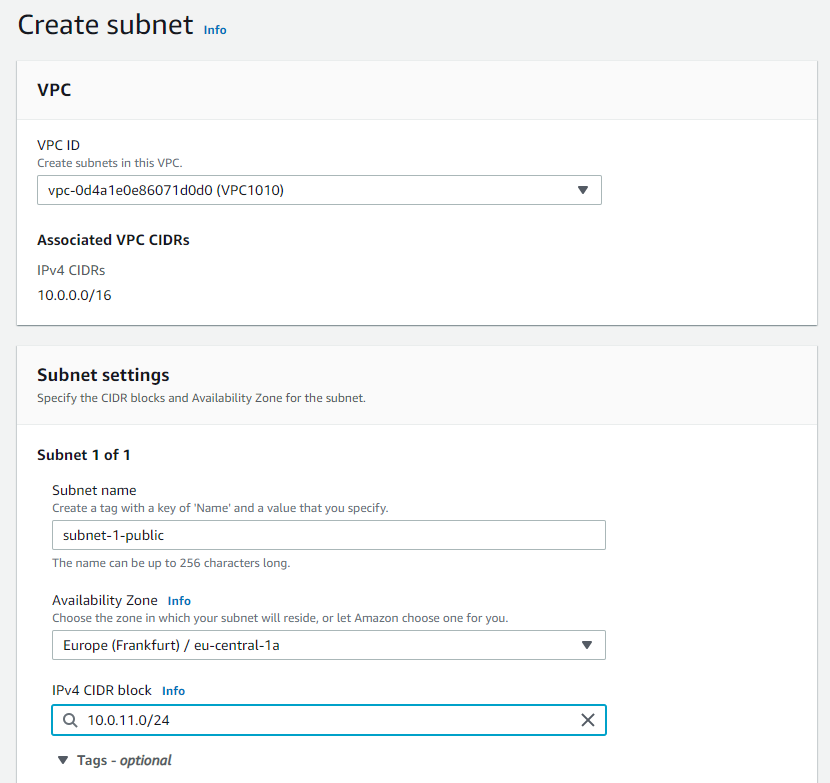 Create subnet Info
VPC
VPC ID
Create subnets in this VPC.
vpc-0d4a1e0e86071d0d0 (VPC1010)
Associated VPC CIDRs
IPv4 CIDRs
10.0.0.0/16
Subnet settings
Specify the CIDR blocks and Availability Zone for the subnet.
Subnet 1 of 1
Subnet name
Create a tag with a key of 'Name' and a value that you specify.
subnet-1-public
The name can be up to 256 characters long.
Availability Zone Info
Choose the zone in which your subnet will reside, or let Amazon choose one for you.
Europe (Frankfurt) / eu-central-1a
IPv4 CIDR block Info
10.0.11.0/24
Tags - optional